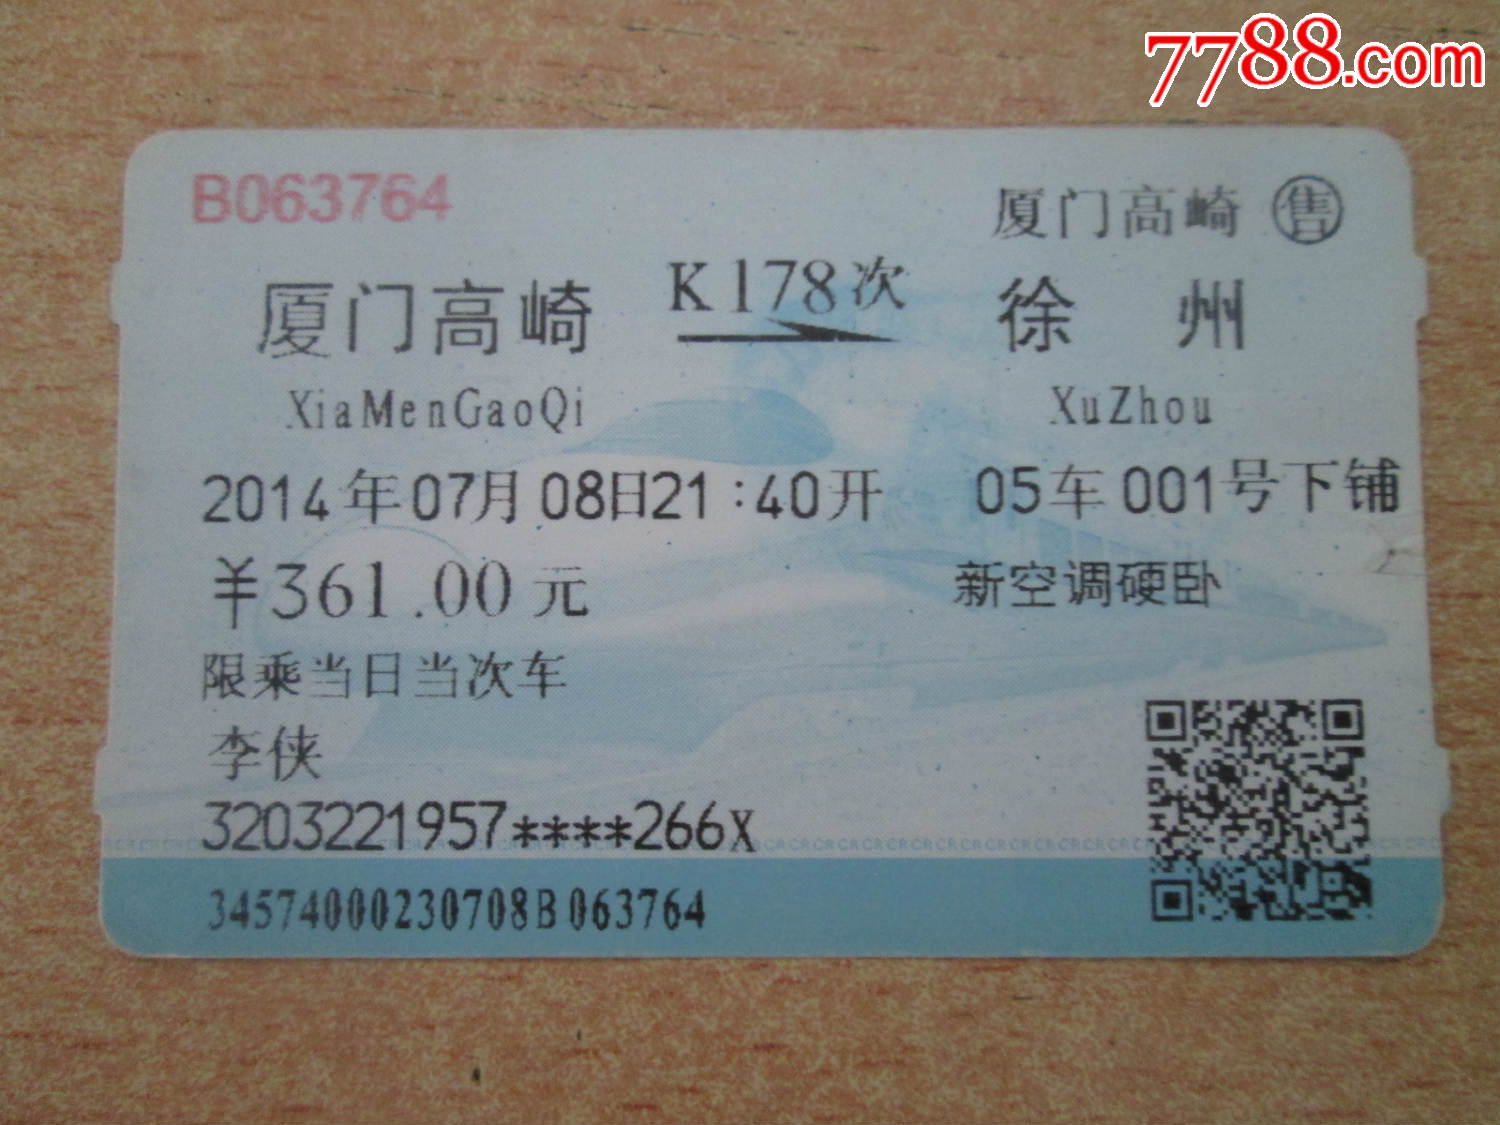 7788.com
B063764
厦门高崎 售
厦门高崎 K178次 徐州
XiaMenGaoQi XuZhou
2014年07月08日21:40开 05车001号下铺
¥361.00元 新空调硬卧
限乘当日当次车
李侠
3203221957****266X
34574000230708B063764